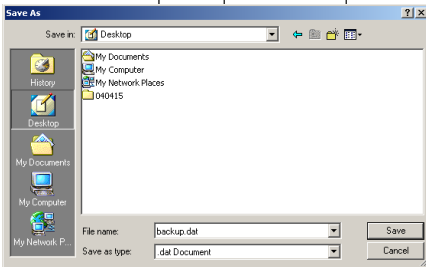 Save As
Save in: Desktop
My Documents
My Computer
My Network Places
040415
History
Desktop
My Documents
My Computer
My Network P...
File name: backup.dat Save
Save as type: .dat Document Cancel